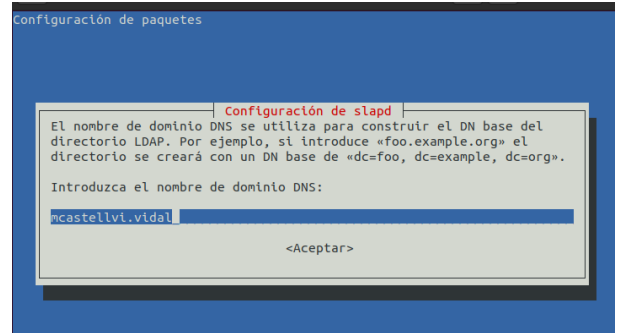 Configuración de paquetes
Configuración de slapd
El nombre de dominio DNS se utiliza para construir el DN base del
directorio LDAP. Por ejemplo, si introduce «foo.example.org» el
directorio se creará con un DN base de «dc=foo, dc=example, dc=org».
Introduzca el nombre de dominio DNS:
mcastellvi.vidal
<Aceptar>